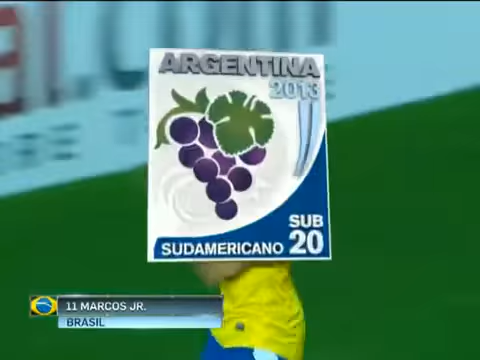 ARGENTINA
2013
SUB
20
SUDAMERICANO
11 MARCOS JR.
BRASIL